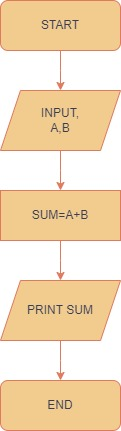 START
INPUT,
A,B
SUM=A+B
PRINT SUM
END